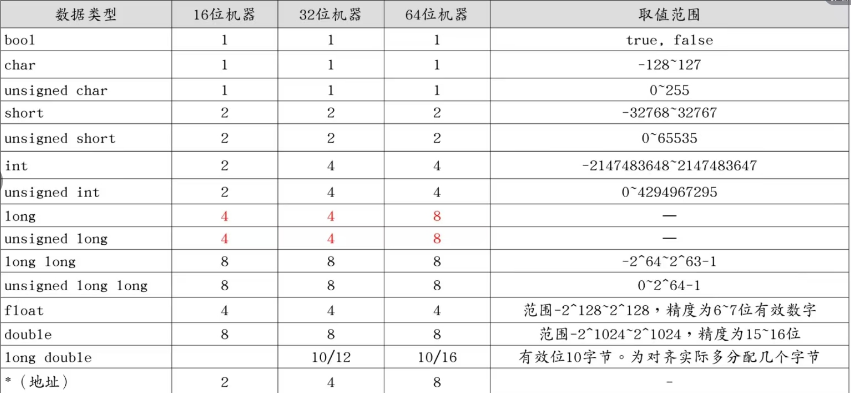 数据类型 16位机器 32位机器 64位机器 取值范围
bool 1 1 1 true, false
char 1 1 1 -128~127
unsigned char 1 1 1 0~255
short 2 2 2 -32768~32767
unsigned short 2 2 2 0~65535
int 2 4 4 -2147483648~2147483647
unsigned int 2 4 4 0~4294967295
long 4 4 8 —
unsigned long 4 4 8 —
long long 8 8 8 -2^64~2^63-1
unsigned long long 8 8 8 0~2^64-1
float 4 4 4 范围-2^128~2^128，精度为6~7位有效数字
double 8 8 8 范围-2^1024~2^1024，精度为15~16位
long double 10/12 10/16 有效位10字节。为对齐实际多分配几个字节
*（地址） 2 4 8 -